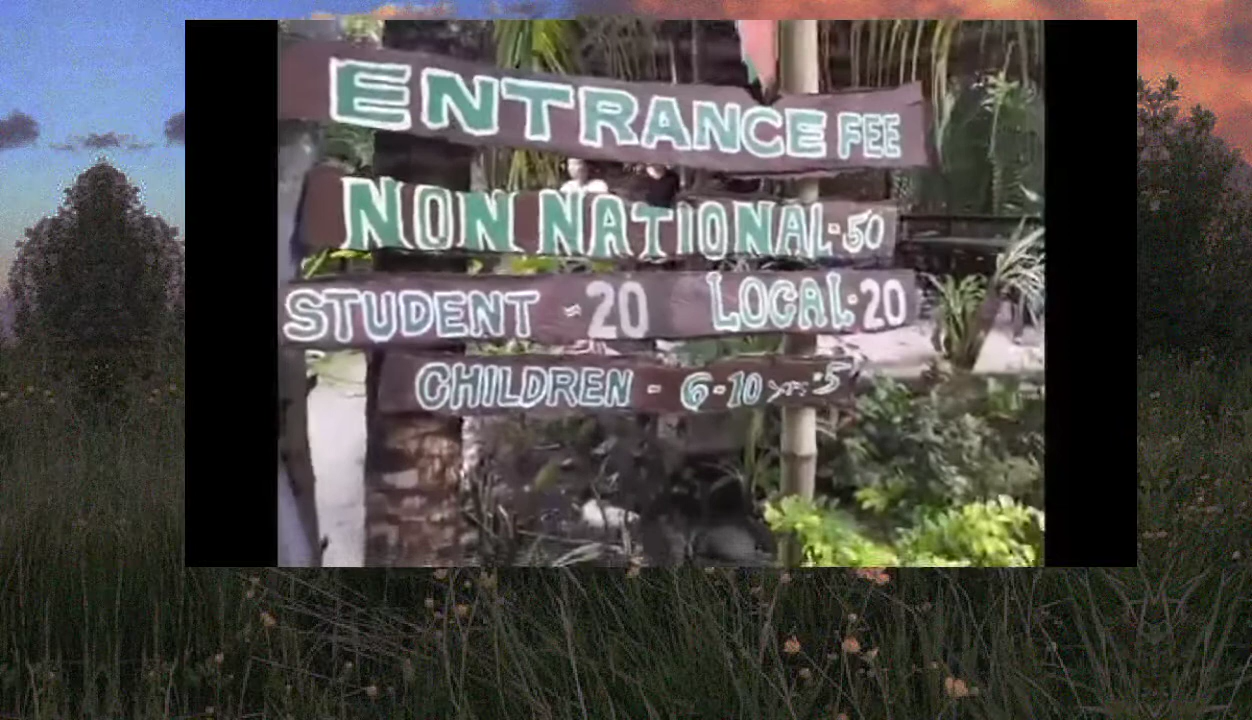 ENTRANCE FEE
NON NATIONAL-50
STUDENT - 20 LOCAL-20
CHILDREN - 6-10 yrs-5